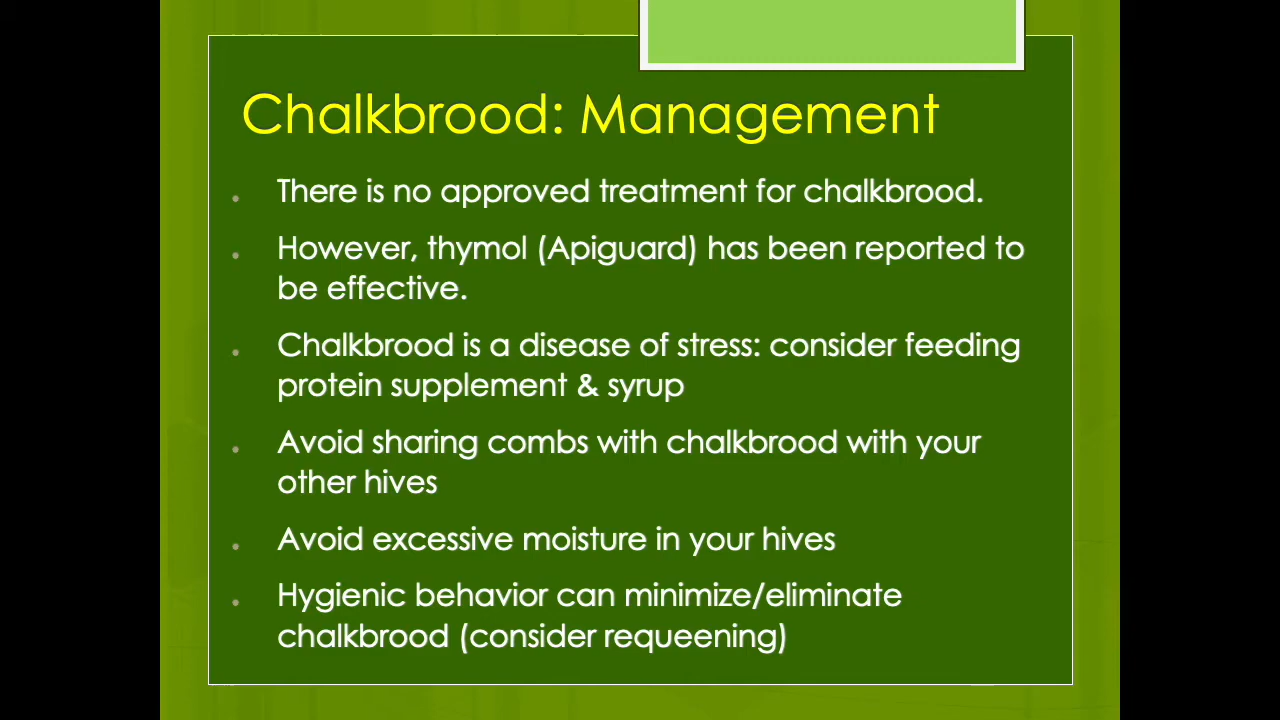 Chalkbrood: Management
There is no approved treatment for chalkbrood.
However, thymol (Apiguard) has been reported to
be effective.
Chalkbrood is a disease of stress: consider feeding
protein supplement & syrup
Avoid sharing combs with chalkbrood with your
other hives
Avoid excessive moisture in your hives
Hygienic behavior can minimize/eliminate
chalkbrood (consider requeening)